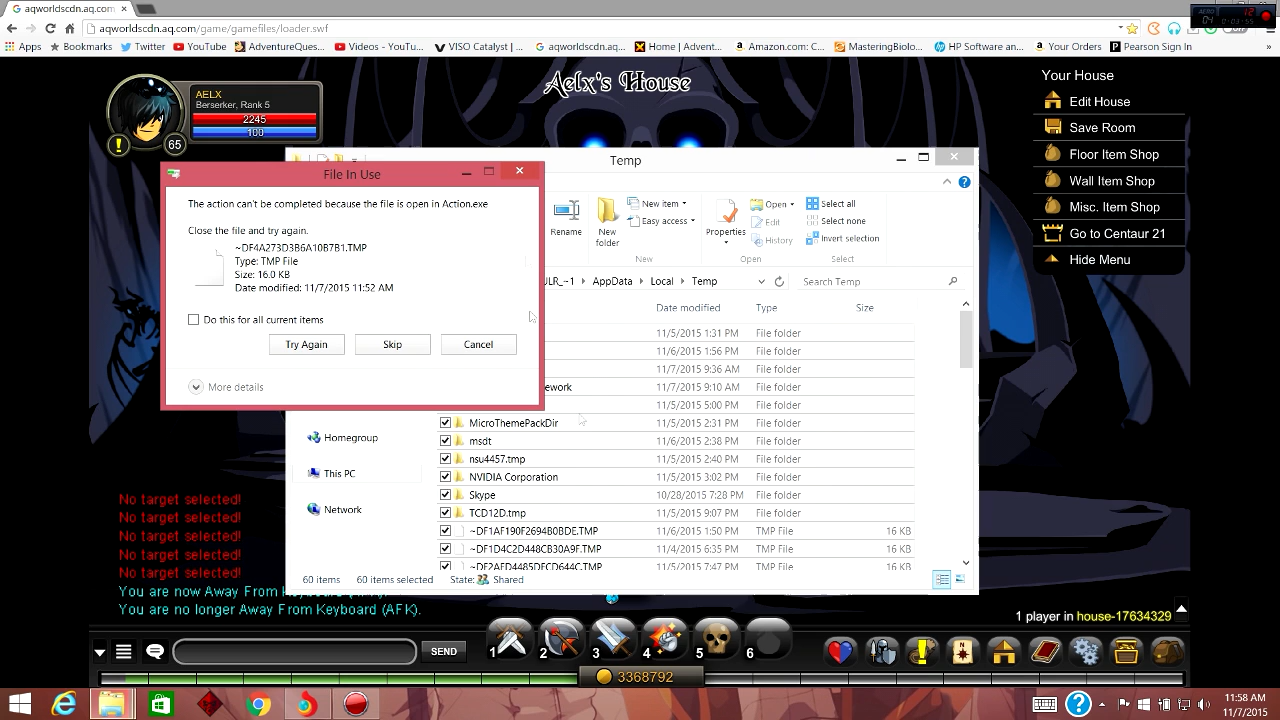 aqworldscdn.aq.com/
aqworldscdn.aq.com/game/gamefiles/loader.swf
Apps
Bookmarks
Twitter
YouTube
AdventureQues...
Videos - YouTu...
VISO Catalyst | ...
aqworldscdn.aq.co...
Home | Advent...
Amazon.com: C...
MasteringBiolo...
HP Software an...
Your Orders
Pearson Sign In
»
AERO
04
12
0:03:55
AELX
Berserker, Rank 5
2245
100
65
Aelx's House
Your House
Edit House
Save Room
Floor Item Shop
Wall Item Shop
Misc. Item Shop
Go to Centaur 21
Hide Menu
Temp
File In Use
The action can't be completed because the file is open in Action.exe
Close the file and try again.
~DF4A273D3B6A10B7B1.TMP
Type: TMP File
Size: 16.0 KB
Date modified: 11/7/2015 11:52 AM
Do this for all current items
Try Again
Skip
Cancel
More details
Rename
New folder
New item
Easy access
New
Properties
Open
Edit
History
Open
Select all
Select none
Invert selection
Select
AppData
Local
Temp
Search Temp
Date modified
Type
Size
11/5/2015 1:31 PM File folder
11/6/2015 1:56 PM File folder
11/7/2015 9:36 AM File folder
ework 11/7/2015 9:10 AM File folder
11/5/2015 5:00 PM File folder
MicroThemePackDir 11/5/2015 2:31 PM File folder
msdt 11/6/2015 2:38 PM File folder
nsu4457.tmp 11/5/2015 2:40 PM File folder
NVIDIA Corporation 11/5/2015 3:02 PM File folder
Skype 10/28/2015 7:28 PM File folder
TCD12D.tmp 11/5/2015 9:07 PM File folder
~DF1AF190F2694B0BDE.TMP 11/6/2015 1:50 PM TMP File 16 KB
~DF1D4C2D448CB30A9F.TMP 11/4/2015 6:35 PM TMP File 16 KB
~DF2AFD4485DFCD644C.TMP 11/5/2015 7:47 PM TMP File 16 KB
Homegroup
This PC
Network
60 items
60 items selected
State:
Shared
No target selected!
No target selected!
No target selected!
No target selected!
No target selected!
You are now Away From Keyboard (AFK).
You are no longer Away From Keyboard (AFK).
1 player in house-17634329
SEND
1
2
3
4
5
6
3368792
11:58 AM
11/7/2015